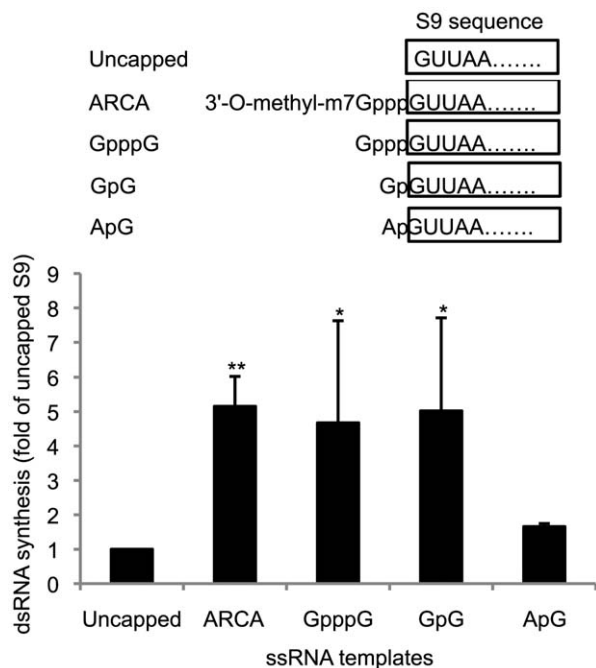 S9 sequence
Uncapped GUUAA.......
ARCA 3'-O-methyl-m7GpppGUUAA.......
GpppG GpppGUUAA.......
GpG GpGUUAA.......
ApG ApGUUAA.......
dsRNA synthesis (fold of uncapped S9)
9
8
7
6
5
4
3
2
1
0
** * *
Uncapped ARCA GpppG GpG ApG
ssRNA templates